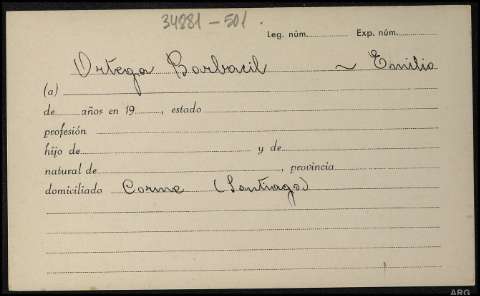 34881 - 501.
Leg. núm. Exp. núm.
Ortega Barbacil ~ Emilio
(a)
de años en 19, estado
profesión
hijo de y de
natural de, provincia
domiciliado Corme (Santiago)
ARG